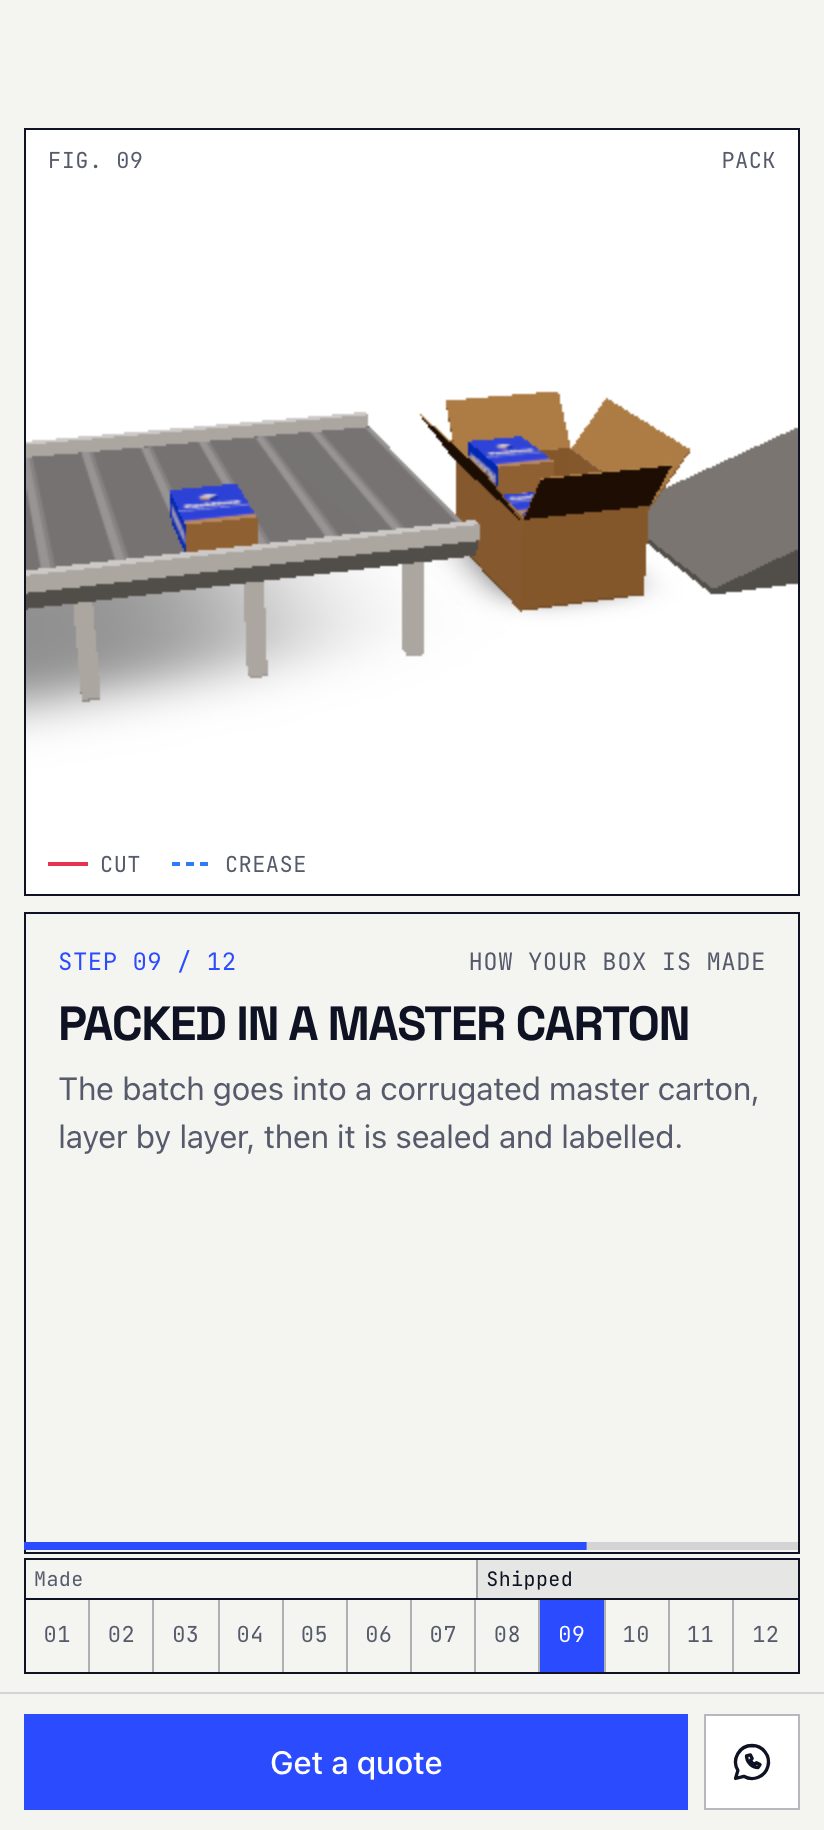 FIG. 09
PACK
CUT
CREASE
STEP 09 / 12
HOW YOUR BOX IS MADE
PACKED IN A MASTER CARTON
The batch goes into a corrugated master carton,
layer by layer, then it is sealed and labelled.
Made
Shipped
01 02 03 04 05 06 07 08 09 10 11 12
Get a quote